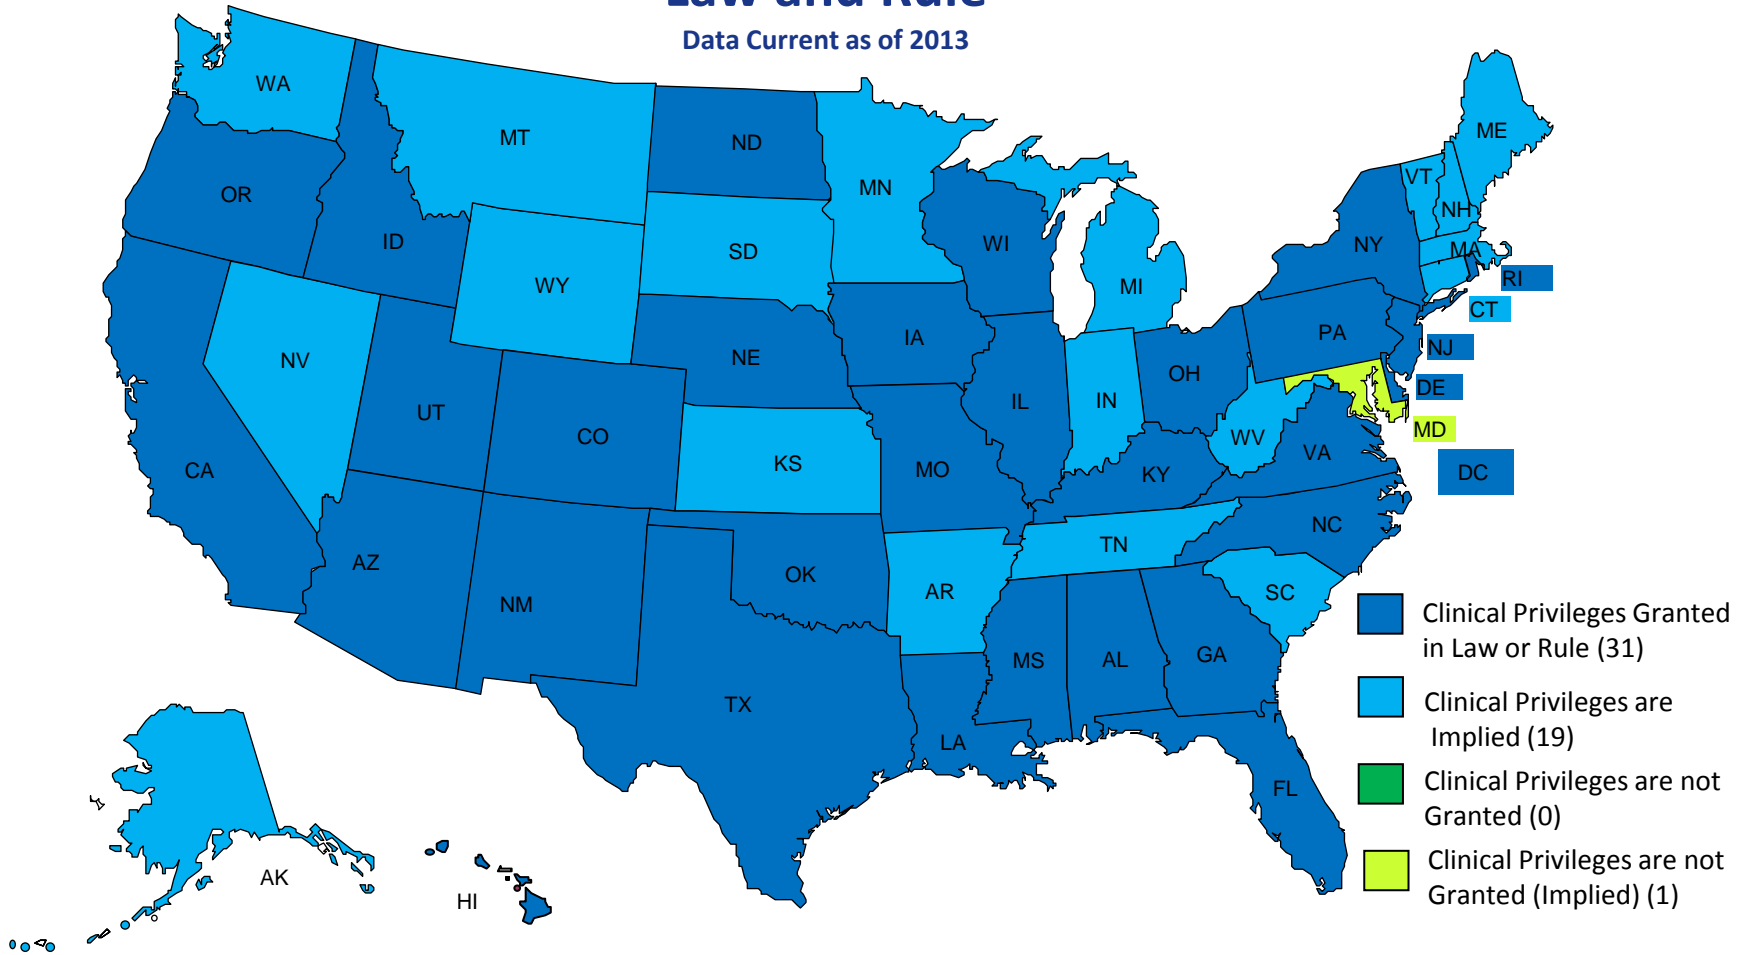 Law and Rule
Data Current as of 2013
WA
MT
ND
MN
ME
VT
NH
OR
ID
SD
WI
NY
MA
WY
MI
RI
CT
NV
NE
IA
PA
NJ
UT
CO
IL
IN
OH
DE
MD
CA
KS
MO
KY
WV
VA
DC
AZ
NM
OK
AR
TN
NC
SC
TX
LA
MS
AL
GA
FL
AK
HI
Clinical Privileges Granted
in Law or Rule (31)
Clinical Privileges are
Implied (19)
Clinical Privileges are not
Granted (0)
Clinical Privileges are not
Granted (Implied) (1)